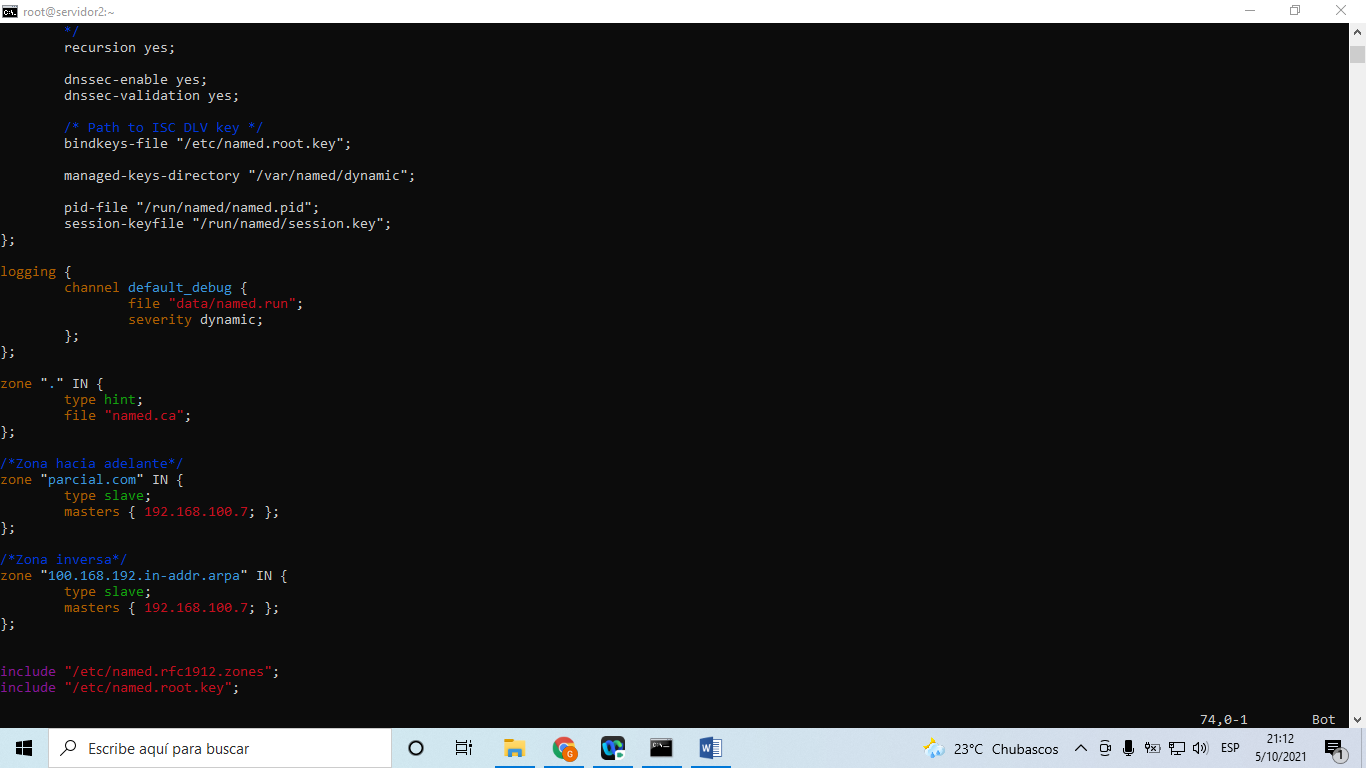 root@servidor2:~
*/
recursion yes;
dnssec-enable yes;
dnssec-validation yes;
/* Path to ISC DLV key */
bindkeys-file "/etc/named.root.key";
managed-keys-directory "/var/named/dynamic";
pid-file "/run/named/named.pid";
session-keyfile "/run/named/session.key";
};
logging {
channel default_debug {
file "data/named.run";
severity dynamic;
};
};
zone "." IN {
type hint;
file "named.ca";
};
/*Zona hacia adelante*/
zone "parcial.com" IN {
type slave;
masters { 192.168.100.7; };
};
/*Zona inversa*/
zone "100.168.192.in-addr.arpa" IN {
type slave;
masters { 192.168.100.7; };
};
include "/etc/named.rfc1912.zones";
include "/etc/named.root.key";
74,0-1 Bot
Escribe aquí para buscar
23°C Chubascos
ESP
21:12
5/10/2021
1